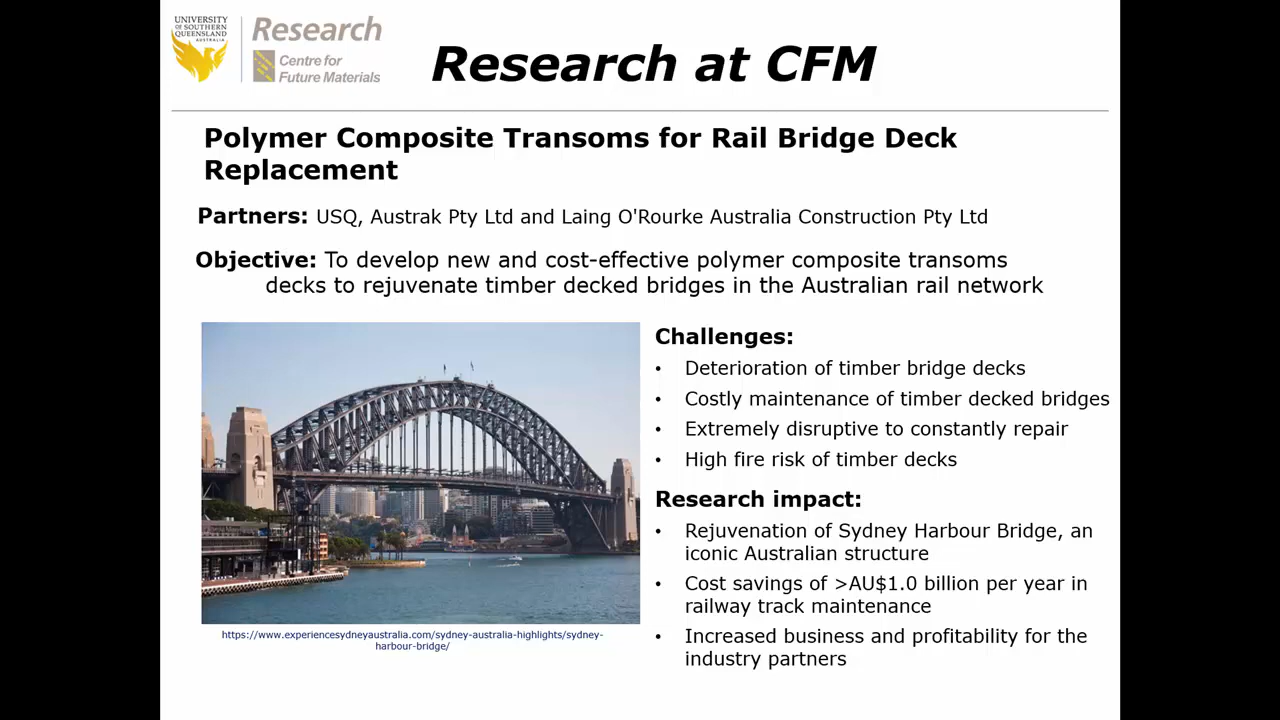 UNIVERSITY
OF SOUTHERN
QUEENSLAND
AUSTRALIA
Research
Centre for
Future Materials
Research at CFM
Polymer Composite Transoms for Rail Bridge Deck
Replacement
Partners: USQ, Austrak Pty Ltd and Laing O'Rourke Australia Construction Pty Ltd
Objective: To develop new and cost-effective polymer composite transoms
decks to rejuvenate timber decked bridges in the Australian rail network
https://www.experiencesydneyaustralia.com/sydney-australia-highlights/sydney-
harbour-bridge/
Challenges:
• Deterioration of timber bridge decks
• Costly maintenance of timber decked bridges
• Extremely disruptive to constantly repair
• High fire risk of timber decks
Research impact:
• Rejuvenation of Sydney Harbour Bridge, an
iconic Australian structure
• Cost savings of >AU$1.0 billion per year in
railway track maintenance
• Increased business and profitability for the
industry partners